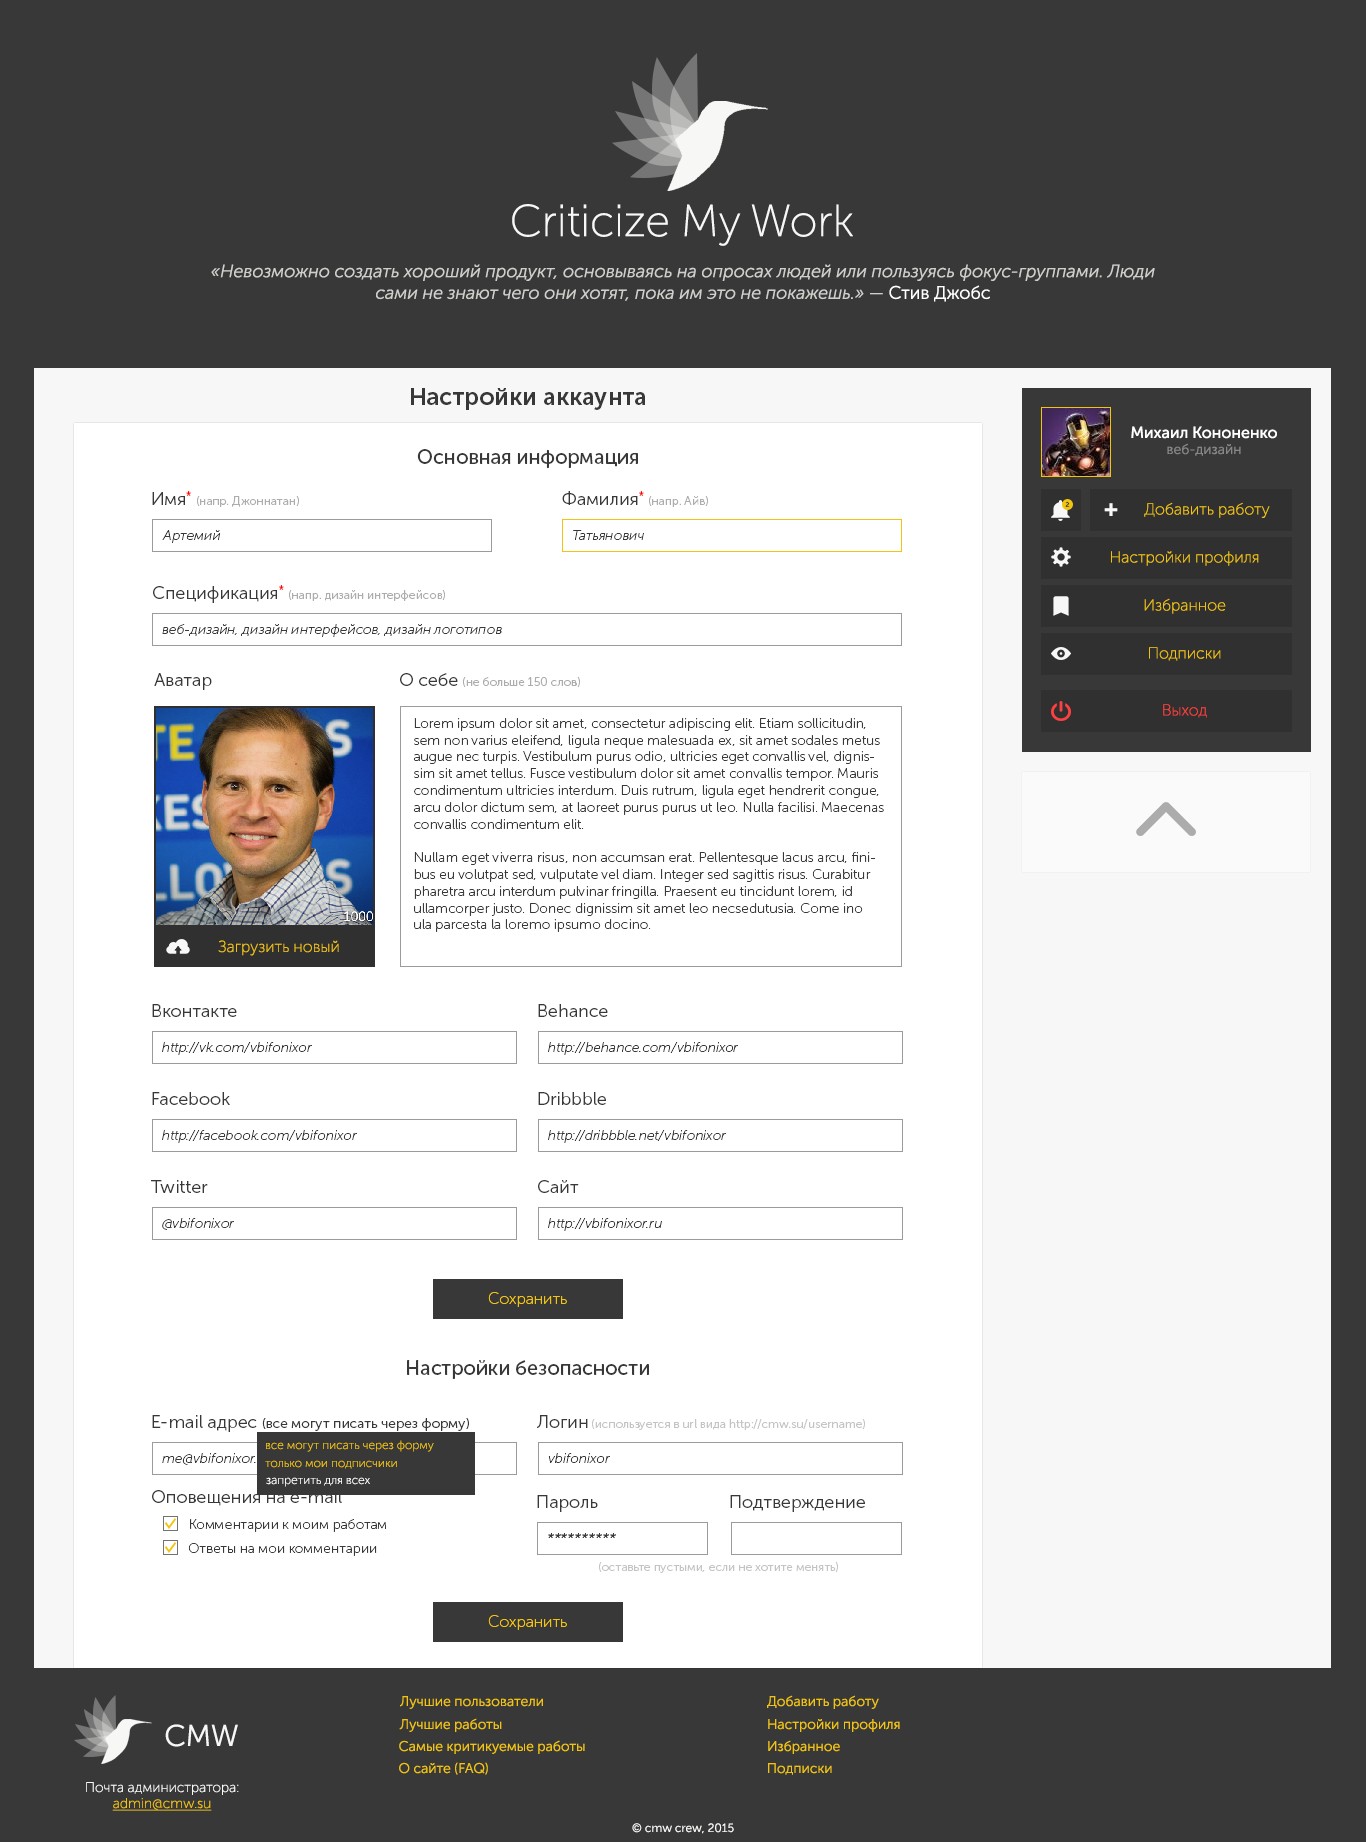 Criticize My Work
«Невозможно создать хороший продукт, основываясь на опросах людей или пользуясь фокус-группами. Люди
сами не знают чего они хотят, пока им это не покажешь.» — Стив Джобс
Настройки аккаунта
Основная информация
Имя* (напр. Джоннатан)
Фамилия* (напр. Айв)
Артемий
Татьянович
Спецификация* (напр. дизайн интерфейсов)
веб-дизайн, дизайн интерфейсов, дизайн логотипов
Аватар
О себе (не больше 150 слов)
1000
Загрузить новый
Lorem ipsum dolor sit amet, consectetur adipiscing elit. Etiam sollicitudin,
sem non varius eleifend, ligula neque malesuada ex, sit amet sodales metus
augue nec turpis. Vestibulum purus odio, ultricies eget convallis vel, dignis-
sim sit amet tellus. Fusce vestibulum dolor sit amet convallis tempor. Mauris
condimentum ultricies interdum. Duis rutrum, ligula eget hendrerit congue,
arcu dolor dictum sem, at laoreet purus purus ut leo. Nulla facilisi. Maecenas
convallis condimentum elit.
Nullam eget viverra risus, non accumsan erat. Pellentesque lacus arcu, fini-
bus eu volutpat sed, vulputate vel diam. Integer sed sagittis risus. Curabitur
pharetra arcu interdum pulvinar fringilla. Praesent eu tincidunt lorem, id
ullamcorper justo. Donec dignissim sit amet leo necsedutusia. Come ino
ula parcesta la loremo ipsumo docino.
Вконтакте
Behance
http://vk.com/vbifonixor
http://behance.com/vbifonixor
Facebook
Dribbble
http://facebook.com/vbifonixor
http://dribbble.net/vbifonixor
Twitter
Сайт
@vbifonixor
http://vbifonixor.ru
Сохранить
Настройки безопасности
E-mail адрес (все могут писать через форму)
Логин (используется в url вида http://cmw.su/username)
me@vbifonixor.
все могут писать через форму
только мои подписчики
запретить для всех
vbifonixor
Оповещения на e-mail
Комментарии к моим работам
Ответы на мои комментарии
Пароль
Подтверждение
**********
(оставьте пустыми, если не хотите менять)
Сохранить
Михаил Кононенко
веб-дизайн
2
Добавить работу
Настройки профиля
Избранное
Подписки
Выход
CMW
Почта администратора:
admin@cmw.su
Лучшие пользователи
Лучшие работы
Самые критикуемые работы
О сайте (FAQ)
Добавить работу
Настройки профиля
Избранное
Подписки
© cmw crew, 2015